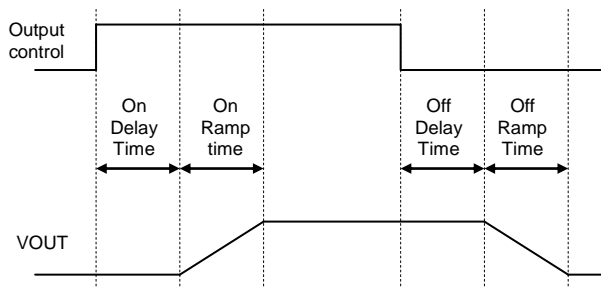 Output
control
On
Delay
Time
On
Ramp
time
Off
Delay
Time
Off
Ramp
Time
VOUT